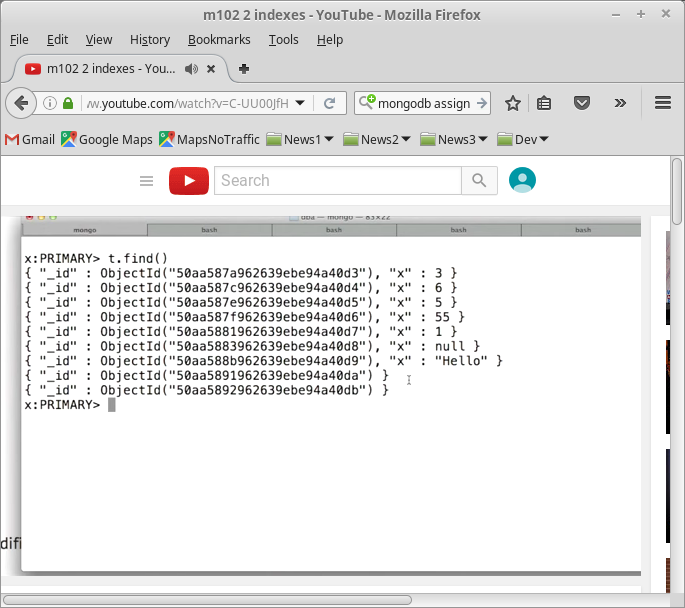 m102 2 indexes - YouTube - Mozilla Firefox
File Edit View History Bookmarks Tools Help
m102 2 indexes - You...
w.youtube.com/watch?v=C-UU00JfH
mongodb assign
Gmail Google Maps MapsNoTraffic News1 News2 News3 Dev
Search
dba — mongo — 83×22
mongo bash bash bash bash
x:PRIMARY> t.find()
{ "_id" : ObjectId("50aa587a962639ebe94a40d3"), "x" : 3 }
{ "_id" : ObjectId("50aa587c962639ebe94a40d4"), "x" : 6 }
{ "_id" : ObjectId("50aa587e962639ebe94a40d5"), "x" : 5 }
{ "_id" : ObjectId("50aa587f962639ebe94a40d6"), "x" : 55 }
{ "_id" : ObjectId("50aa5881962639ebe94a40d7"), "x" : 1 }
{ "_id" : ObjectId("50aa5883962639ebe94a40d8"), "x" : null }
{ "_id" : ObjectId("50aa588b962639ebe94a40d9"), "x" : "Hello" }
{ "_id" : ObjectId("50aa5891962639ebe94a40da") }
{ "_id" : ObjectId("50aa5892962639ebe94a40db") }
x:PRIMARY>
difi